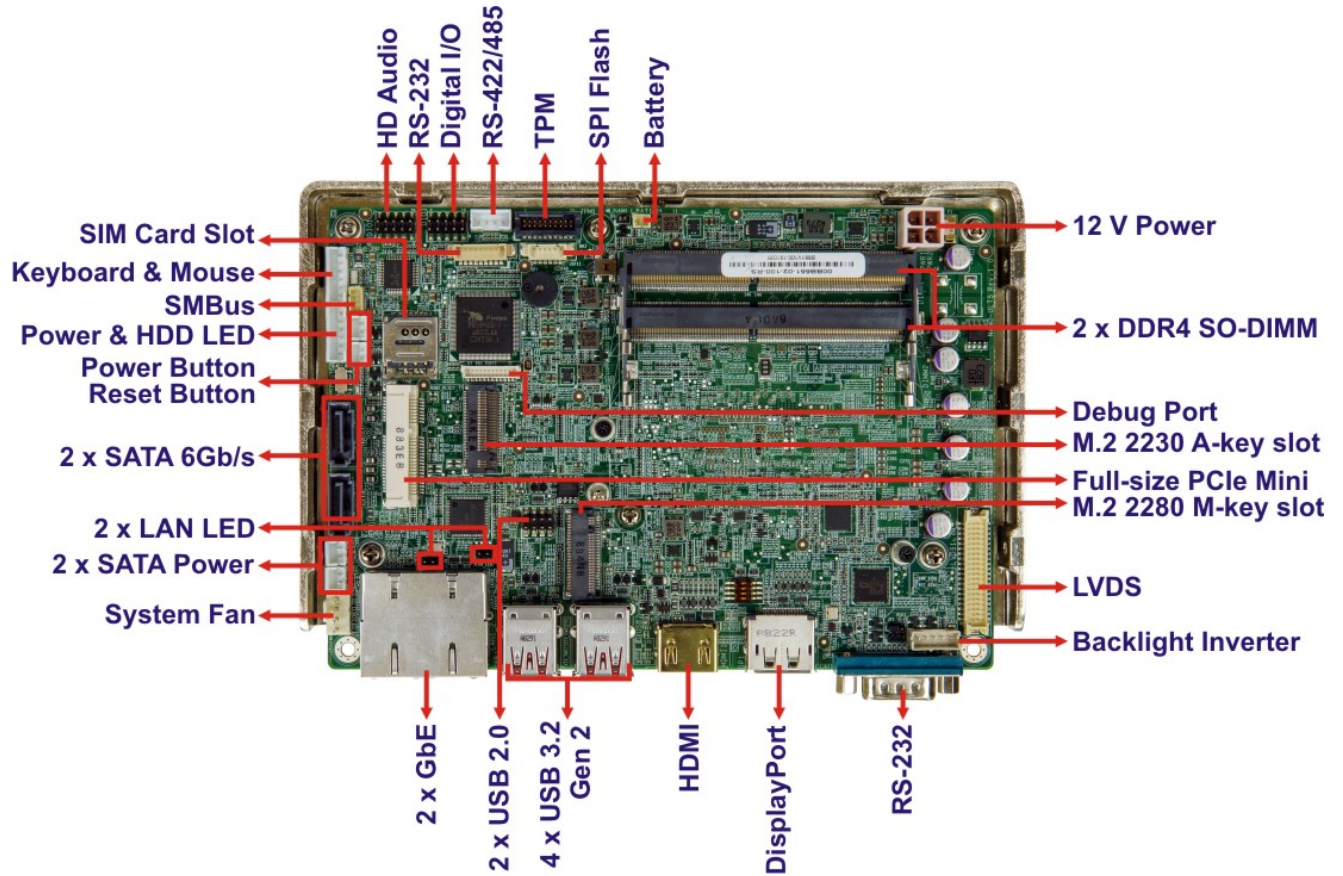 HD Audio
RS-232
Digital I/O
RS-422/485
TPM
SPI Flash
Battery
SIM Card Slot
Keyboard & Mouse
SMBus
Power & HDD LED
Power Button
Reset Button
2 x SATA 6Gb/s
2 x LAN LED
2 x SATA Power
System Fan
12 V Power
2 x DDR4 SO-DIMM
Debug Port
M.2 2230 A-key slot
Full-size PCIe Mini
M.2 2280 M-key slot
LVDS
Backlight Inverter
2 x GbE
2 x USB 2.0
4 x USB 3.2
Gen 2
HDMI
DisplayPort
RS-232
P822R